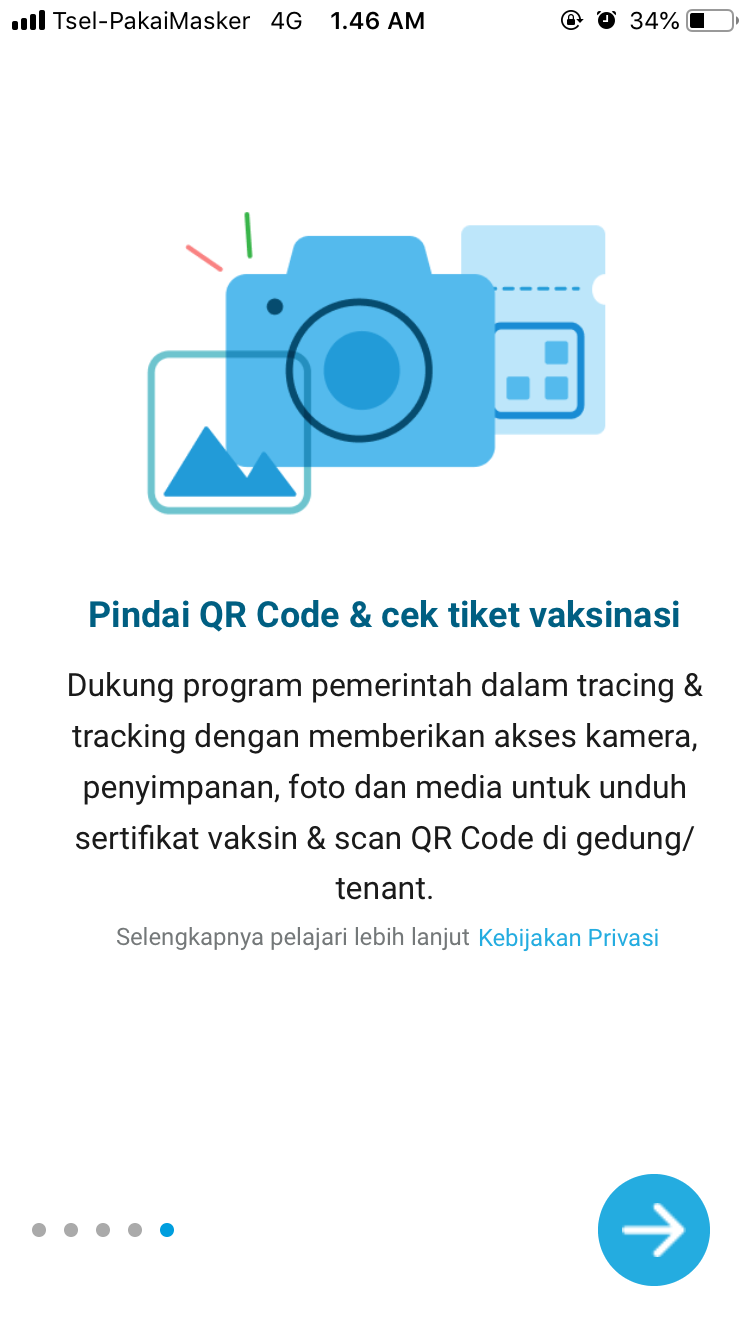 Tsel-PakaiMasker 4G 1.46 AM 34%
Pindai QR Code & cek tiket vaksinasi
Dukung program pemerintah dalam tracing &
tracking dengan memberikan akses kamera,
penyimpanan, foto dan media untuk unduh
sertifikat vaksin & scan QR Code di gedung/
tenant.
Selengkapnya pelajari lebih lanjut Kebijakan Privasi